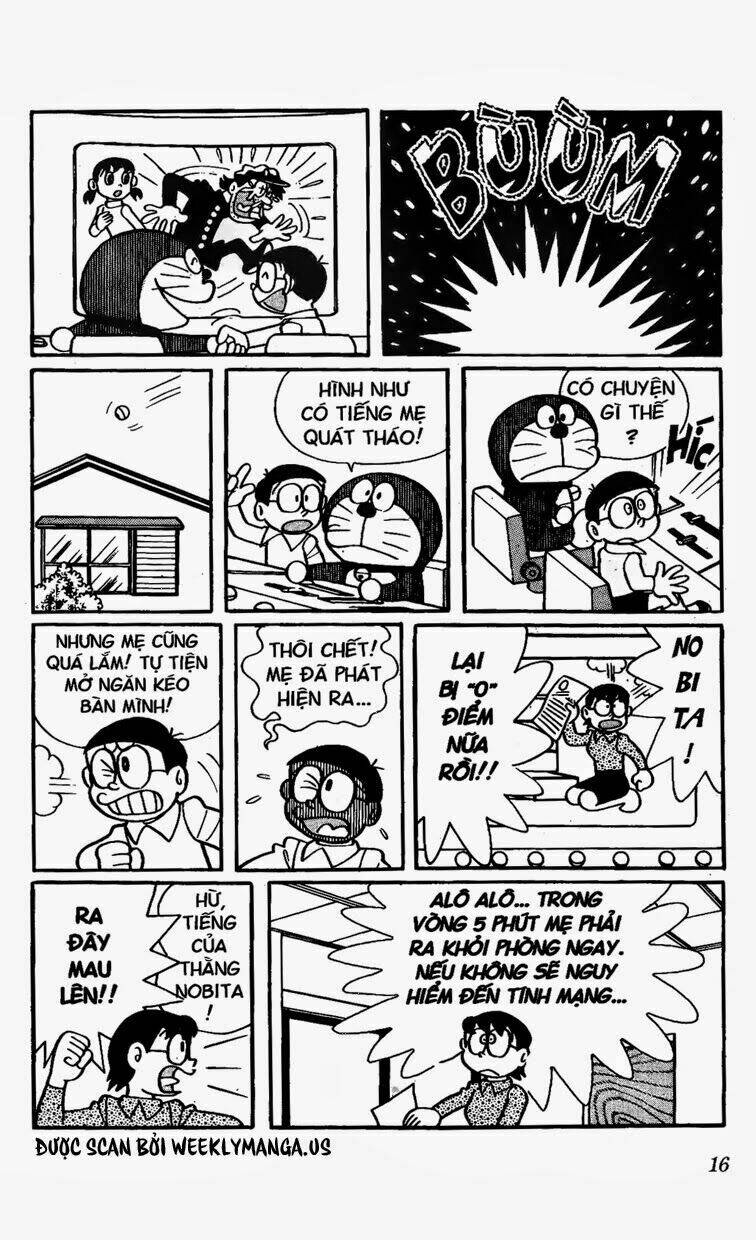 BÙÙM
HÌNH NHƯ
CÓ TIẾNG MẸ
QUÁT THÁO!
CÓ CHUYỆN
GÌ THẾ
?
HÍC
NHƯNG MẸ CŨNG
QUÁ LẮM! TỰ TIỆN
MỞ NGĂN KÉO
BÀN MÌNH!
THÔI CHẾT!
MẸ ĐÃ PHÁT
HIỆN RA...
LẠI
BỊ "0"
ĐIỂM
NỮA
RỒI!!
NO
BI
TA
!
RA
ĐÂY
MAU
LÊN!!
HỪ,
TIẾNG
CỦA
THẰNG
NOBITA
!
ALÔ ALÔ... TRONG
VÒNG 5 PHÚT MẸ PHẢI
RA KHỎI PHÒNG NGAY.
NẾU KHÔNG SẼ NGUY
HIỂM ĐẾN TÍNH MẠNG...
ĐƯỢC SCAN BỞI WEEKLYMANGA.US
16